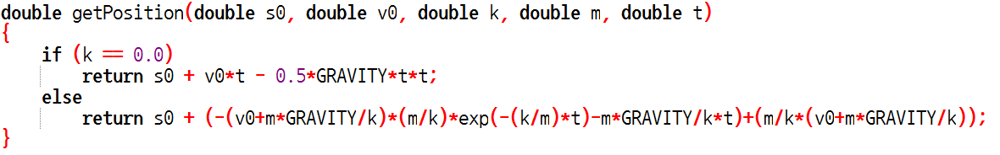 double getPosition(double s0, double v0, double k, double m, double t)
{
    if (k == 0.0)
        return s0 + v0*t - 0.5*GRAVITY*t*t;
    else
        return s0 + (-(v0+m*GRAVITY/k)*(m/k)*exp(-(k/m)*t)-m*GRAVITY/k*t)+(m/k*(v0+m*GRAVITY/k));
}